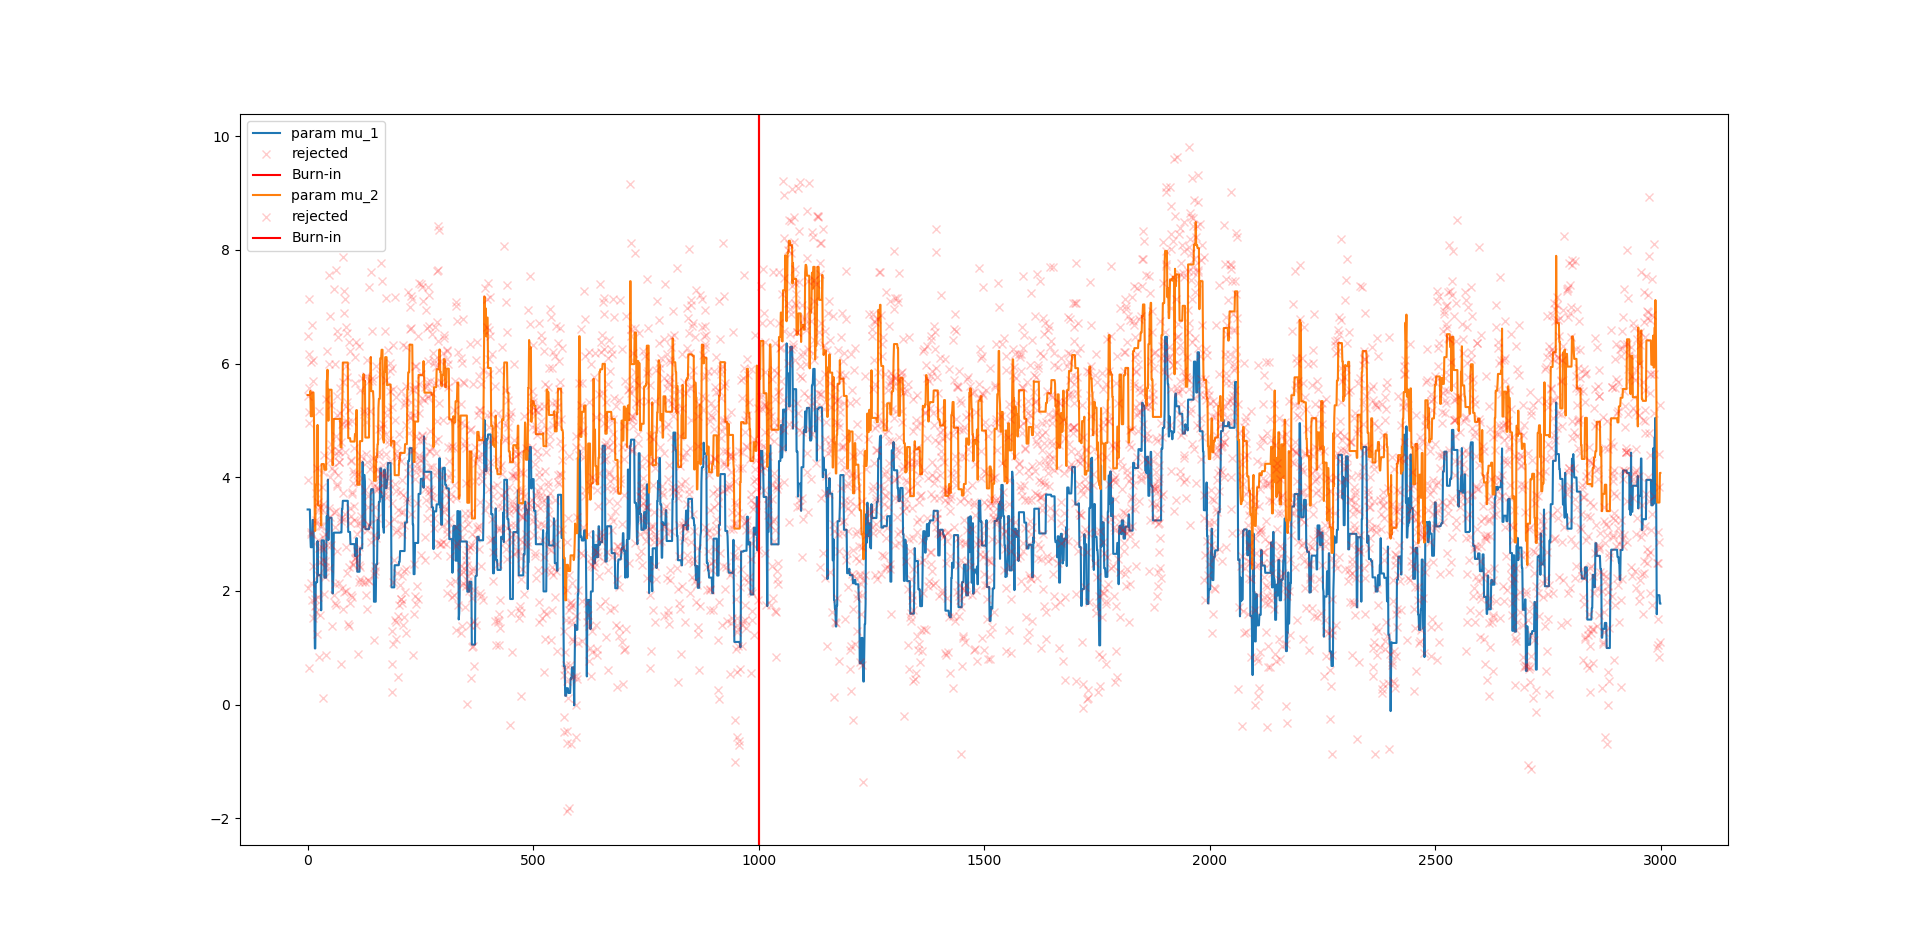 param mu_1
rejected
Burn-in
param mu_2
rejected
Burn-in
10
8
6
4
2
0
−2
0 500 1000 1500 2000 2500 3000